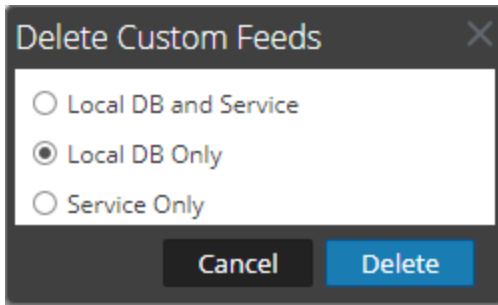 Delete Custom Feeds
Local DB and Service
Local DB Only
Service Only
Cancel Delete